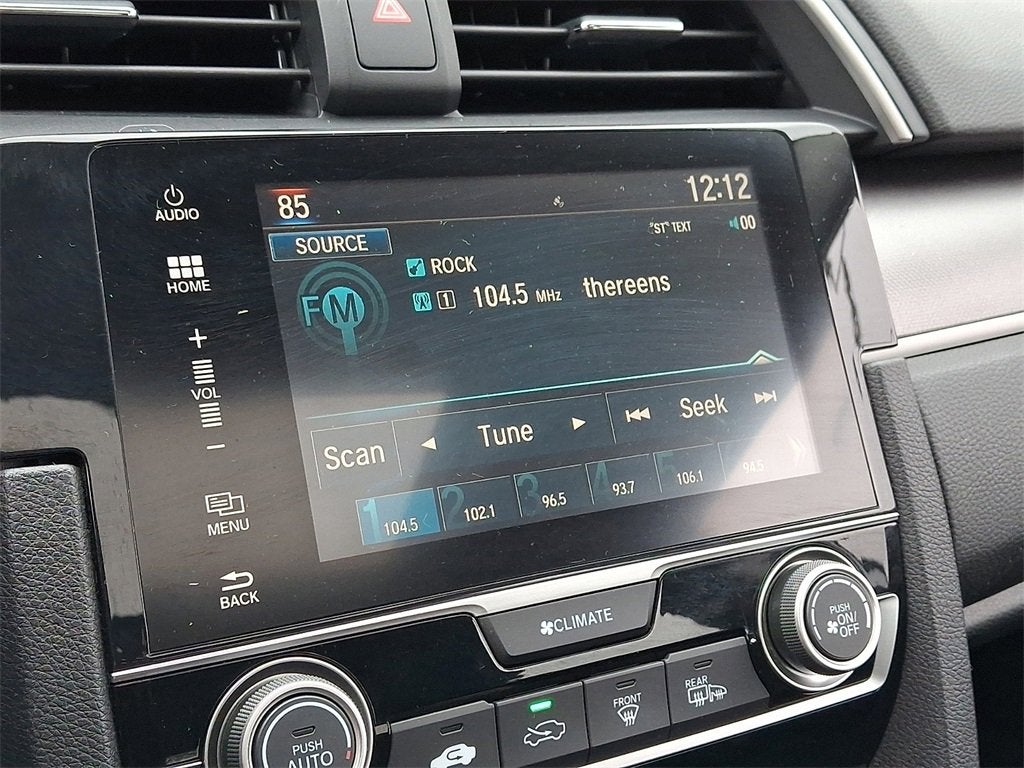 AUDIO
HOME
+
VOL
−
MENU
BACK
85
12:12
SOURCE
"ST" TEXT
00
FM
ROCK
1 104.5 MHz thereens
Scan
Tune
Seek
1 104.5
2 102.1
3 96.5
4 93.7
5 106.1
94.5
CLIMATE
PUSH
ON/
OFF
PUSH
AUTO
FRONT
REAR